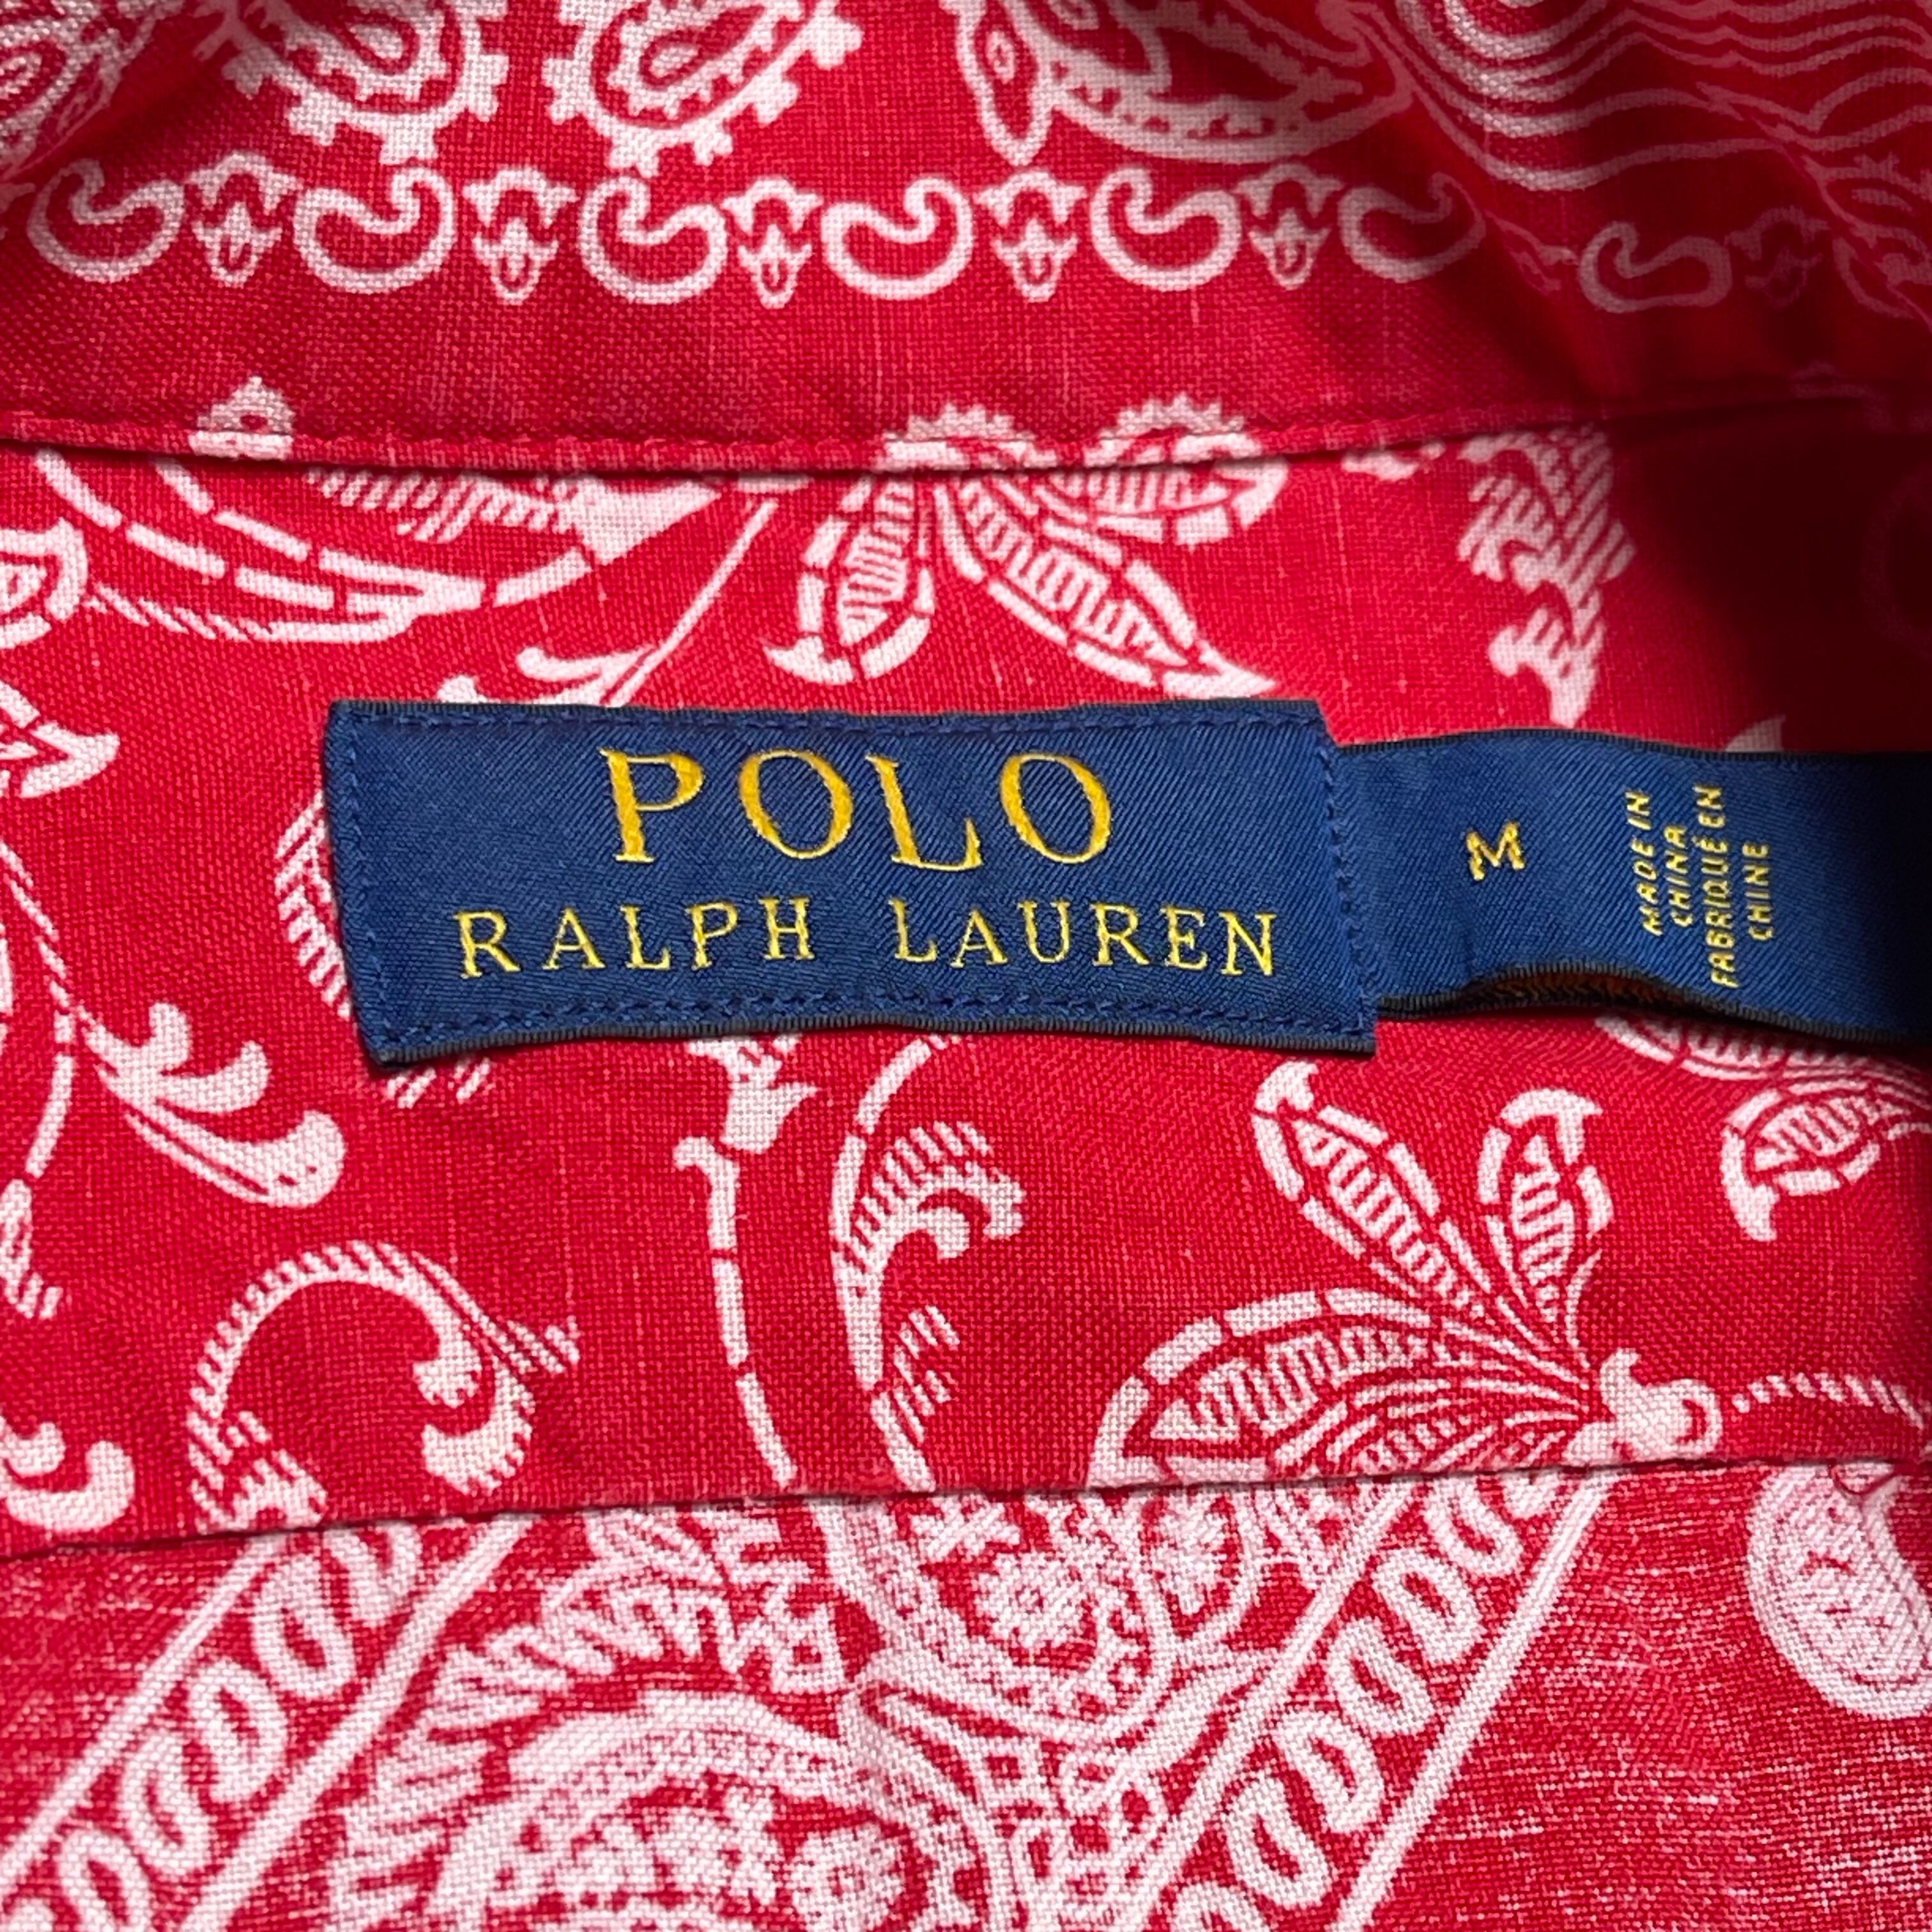 POLO
RALPH LAUREN
M
MADE IN
CHINA
FABRIQUÉ EN
CHINE